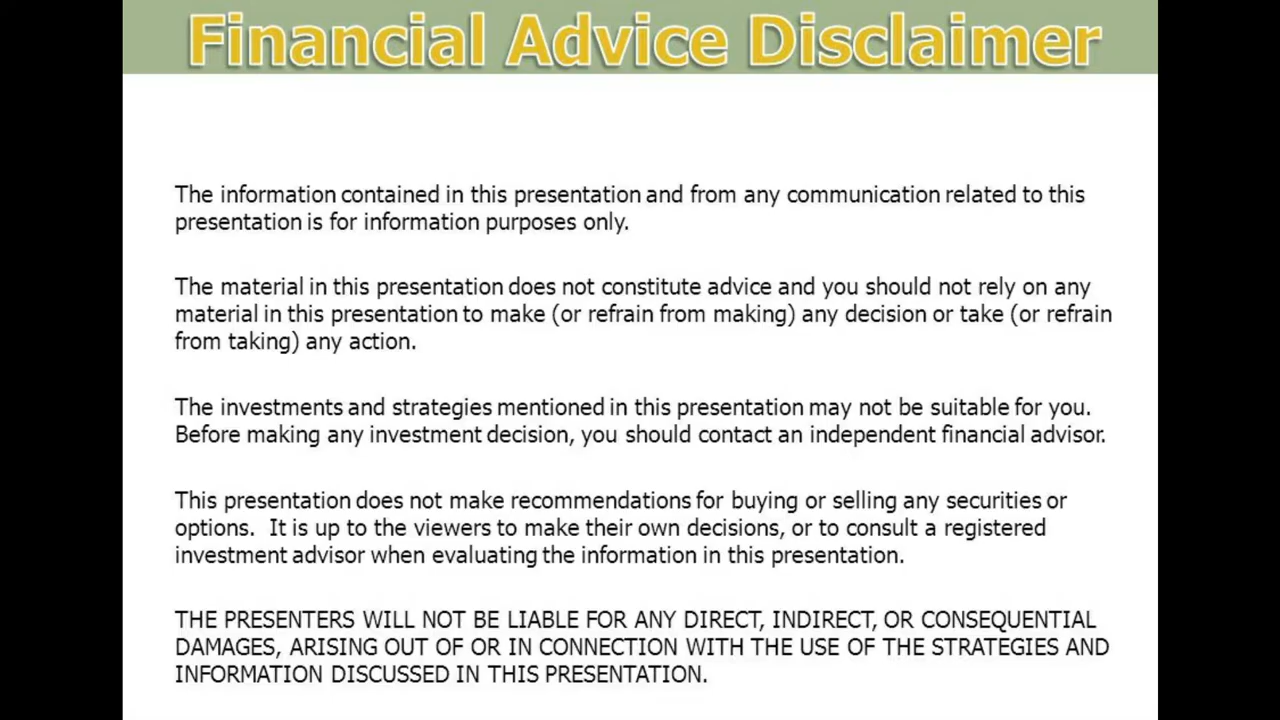 Financial Advice Disclaimer
The information contained in this presentation and from any communication related to this
presentation is for information purposes only.
The material in this presentation does not constitute advice and you should not rely on any
material in this presentation to make (or refrain from making) any decision or take (or refrain
from taking) any action.
The investments and strategies mentioned in this presentation may not be suitable for you.
Before making any investment decision, you should contact an independent financial advisor.
This presentation does not make recommendations for buying or selling any securities or
options.  It is up to the viewers to make their own decisions, or to consult a registered
investment advisor when evaluating the information in this presentation.
THE PRESENTERS WILL NOT BE LIABLE FOR ANY DIRECT, INDIRECT, OR CONSEQUENTIAL
DAMAGES, ARISING OUT OF OR IN CONNECTION WITH THE USE OF THE STRATEGIES AND
INFORMATION DISCUSSED IN THIS PRESENTATION.